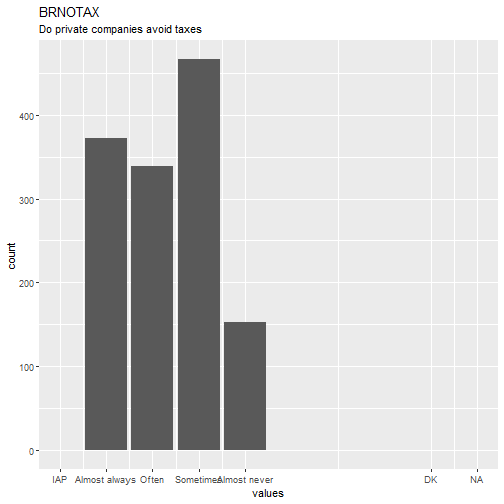 BRNOTAX
Do private companies avoid taxes
count
400
300
200
100
0
IAP Almost always Often Sometimes Almost never DK NA
values